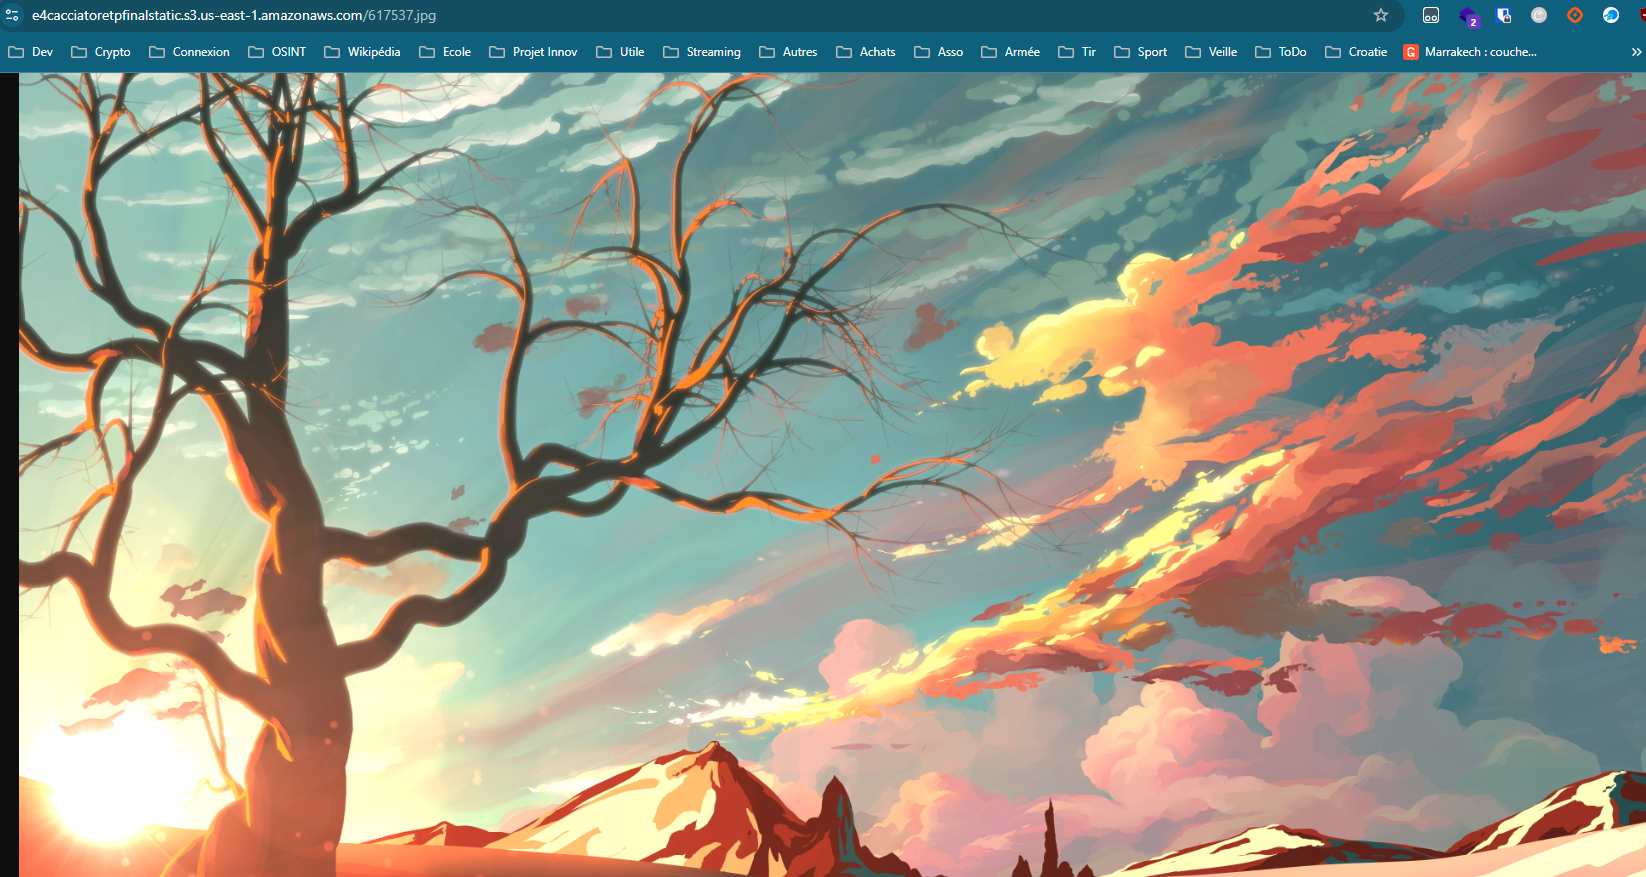 e4cacciatoretpfinalstatic.s3.us-east-1.amazonaws.com/617537.jpg
2
Dev Crypto Connexion OSINT Wikipédia Ecole Projet Innov Utile Streaming Autres Achats Asso Armée Tir Sport Veille ToDo Croatie G Marrakech : couche... »